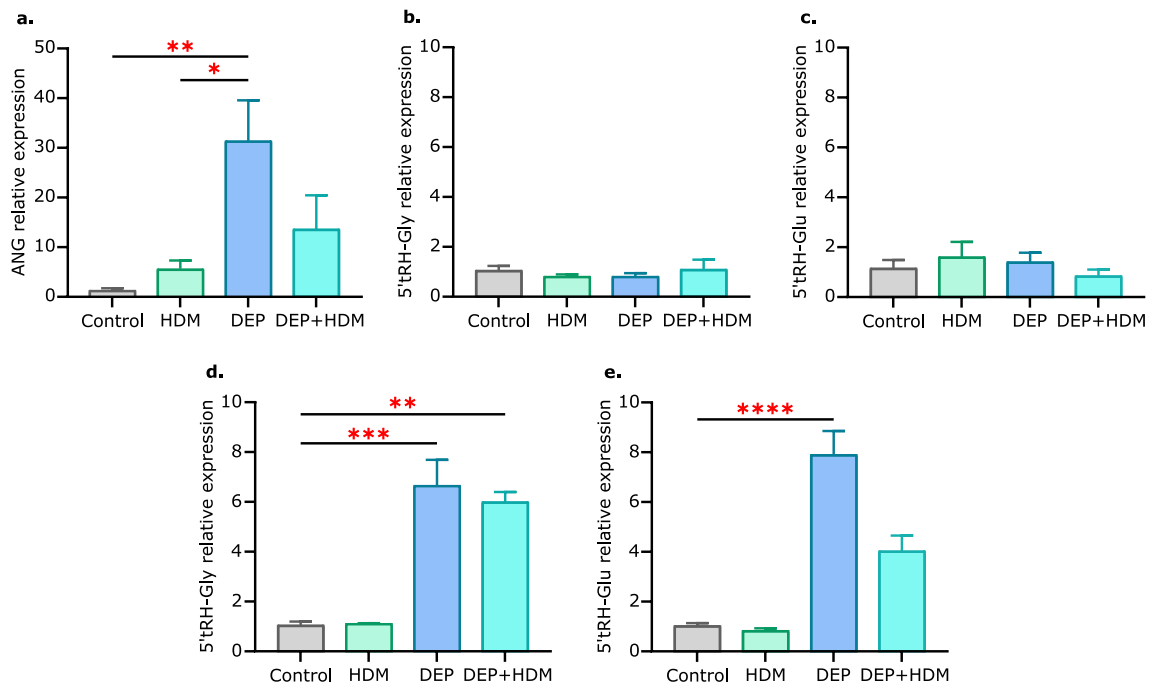 a.
ANG relative expression
50
40
30
20
10
0
**
*
Control HDM DEP DEP+HDM
b.
5'tRH-Gly relative expression
10
8
6
4
2
0
Control HDM DEP DEP+HDM
c.
5'tRH-Glu relative expression
10
8
6
4
2
0
Control HDM DEP DEP+HDM
d.
5'tRH-Gly relative expression
10
8
6
4
2
0
**
***
Control HDM DEP DEP+HDM
e.
5'tRH-Glu relative expression
10
8
6
4
2
0
****
Control HDM DEP DEP+HDM